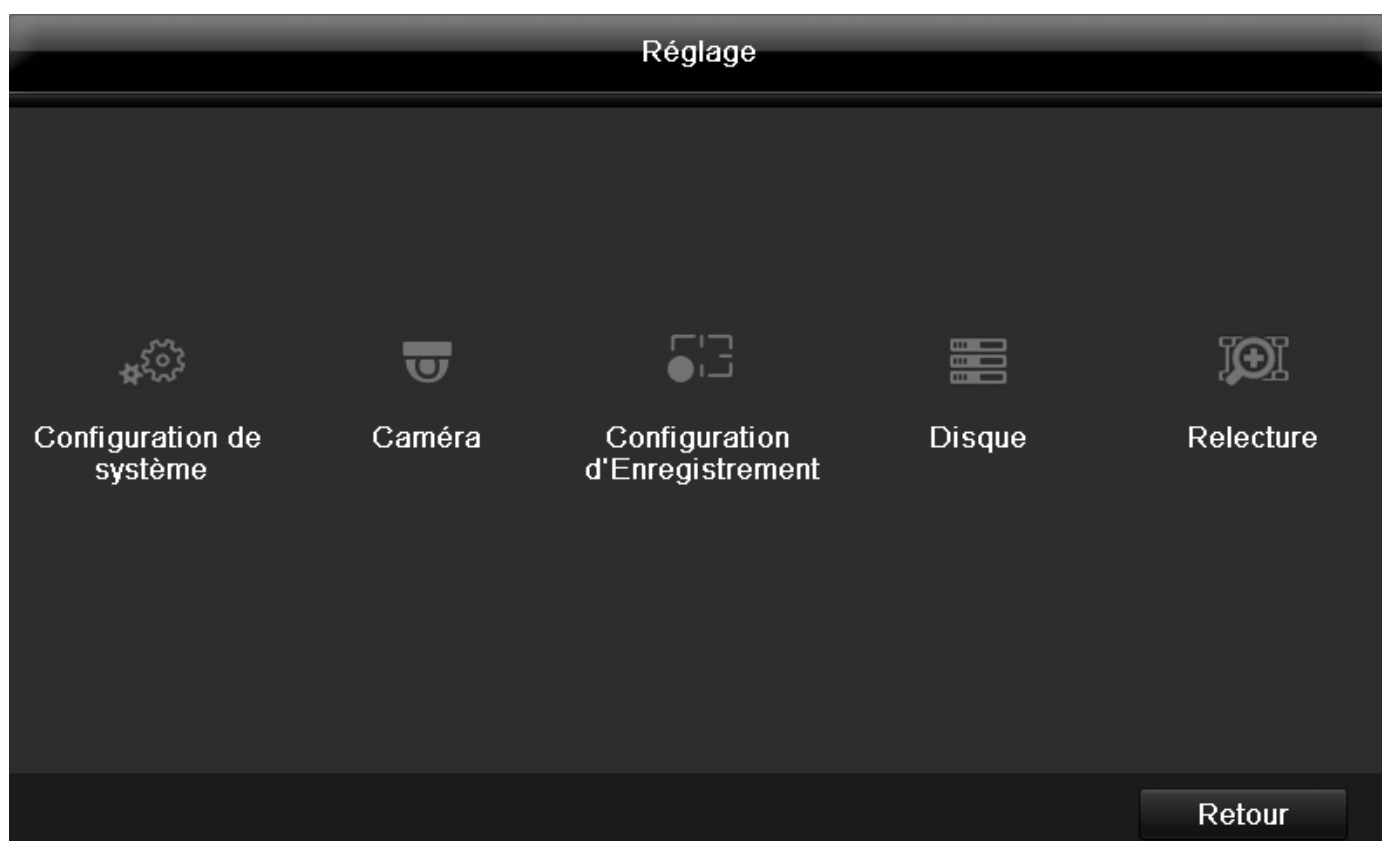 Réglage
Configuration de
système
Caméra
Configuration
d'Enregistrement
Disque
Relecture
Retour